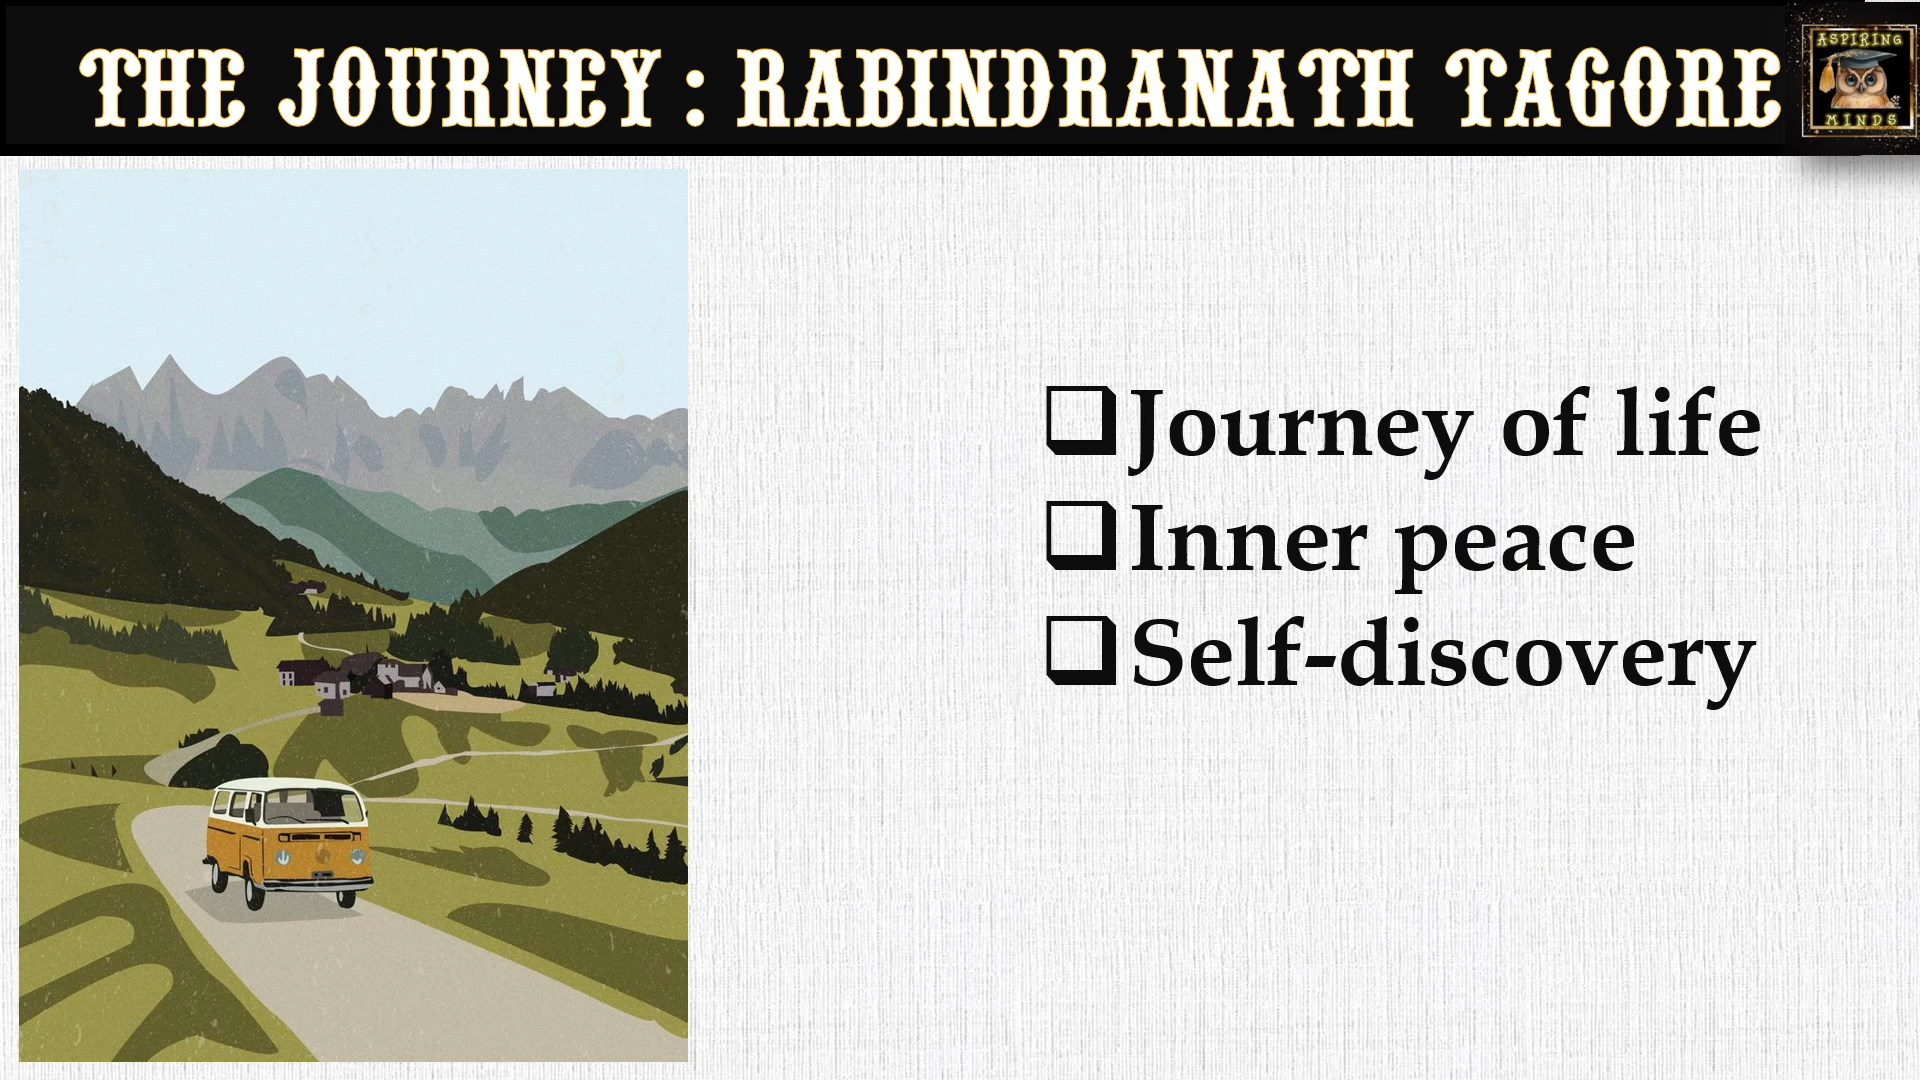 THE JOURNEY : RABINDRANATH TAGORE
ASPIRING
MINDS
Journey of life
Inner peace
Self-discovery